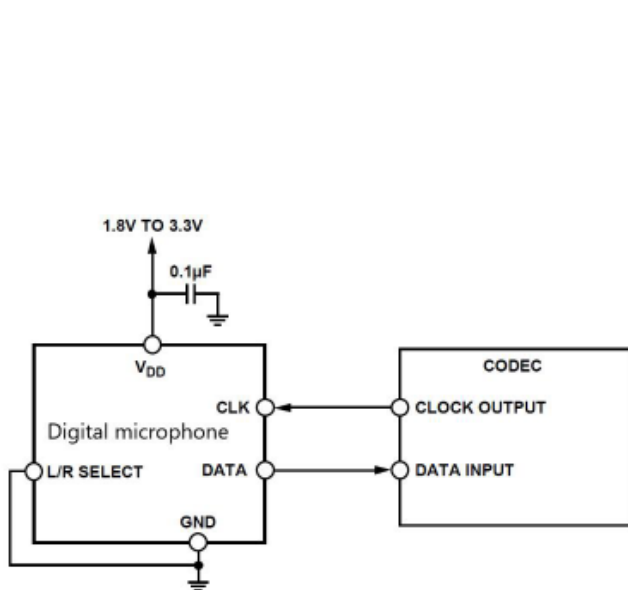 1.8V TO 3.3V
0.1µF
VDD
CODEC
CLK
CLOCK OUTPUT
Digital microphone
L/R SELECT
DATA
DATA INPUT
GND